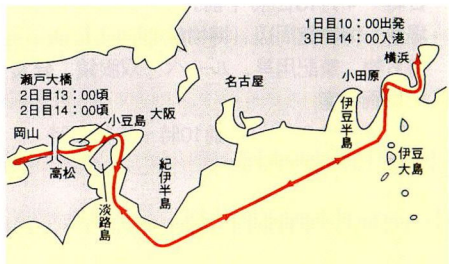 1日目10：00出発
3日目14：00入港
横浜
瀬戸大橋
2日目13：00頃
2日目14：00頃
名古屋
小田原
小豆島
大阪
岡山
伊豆半島
伊豆大島
高松
紀伊半島
淡路島